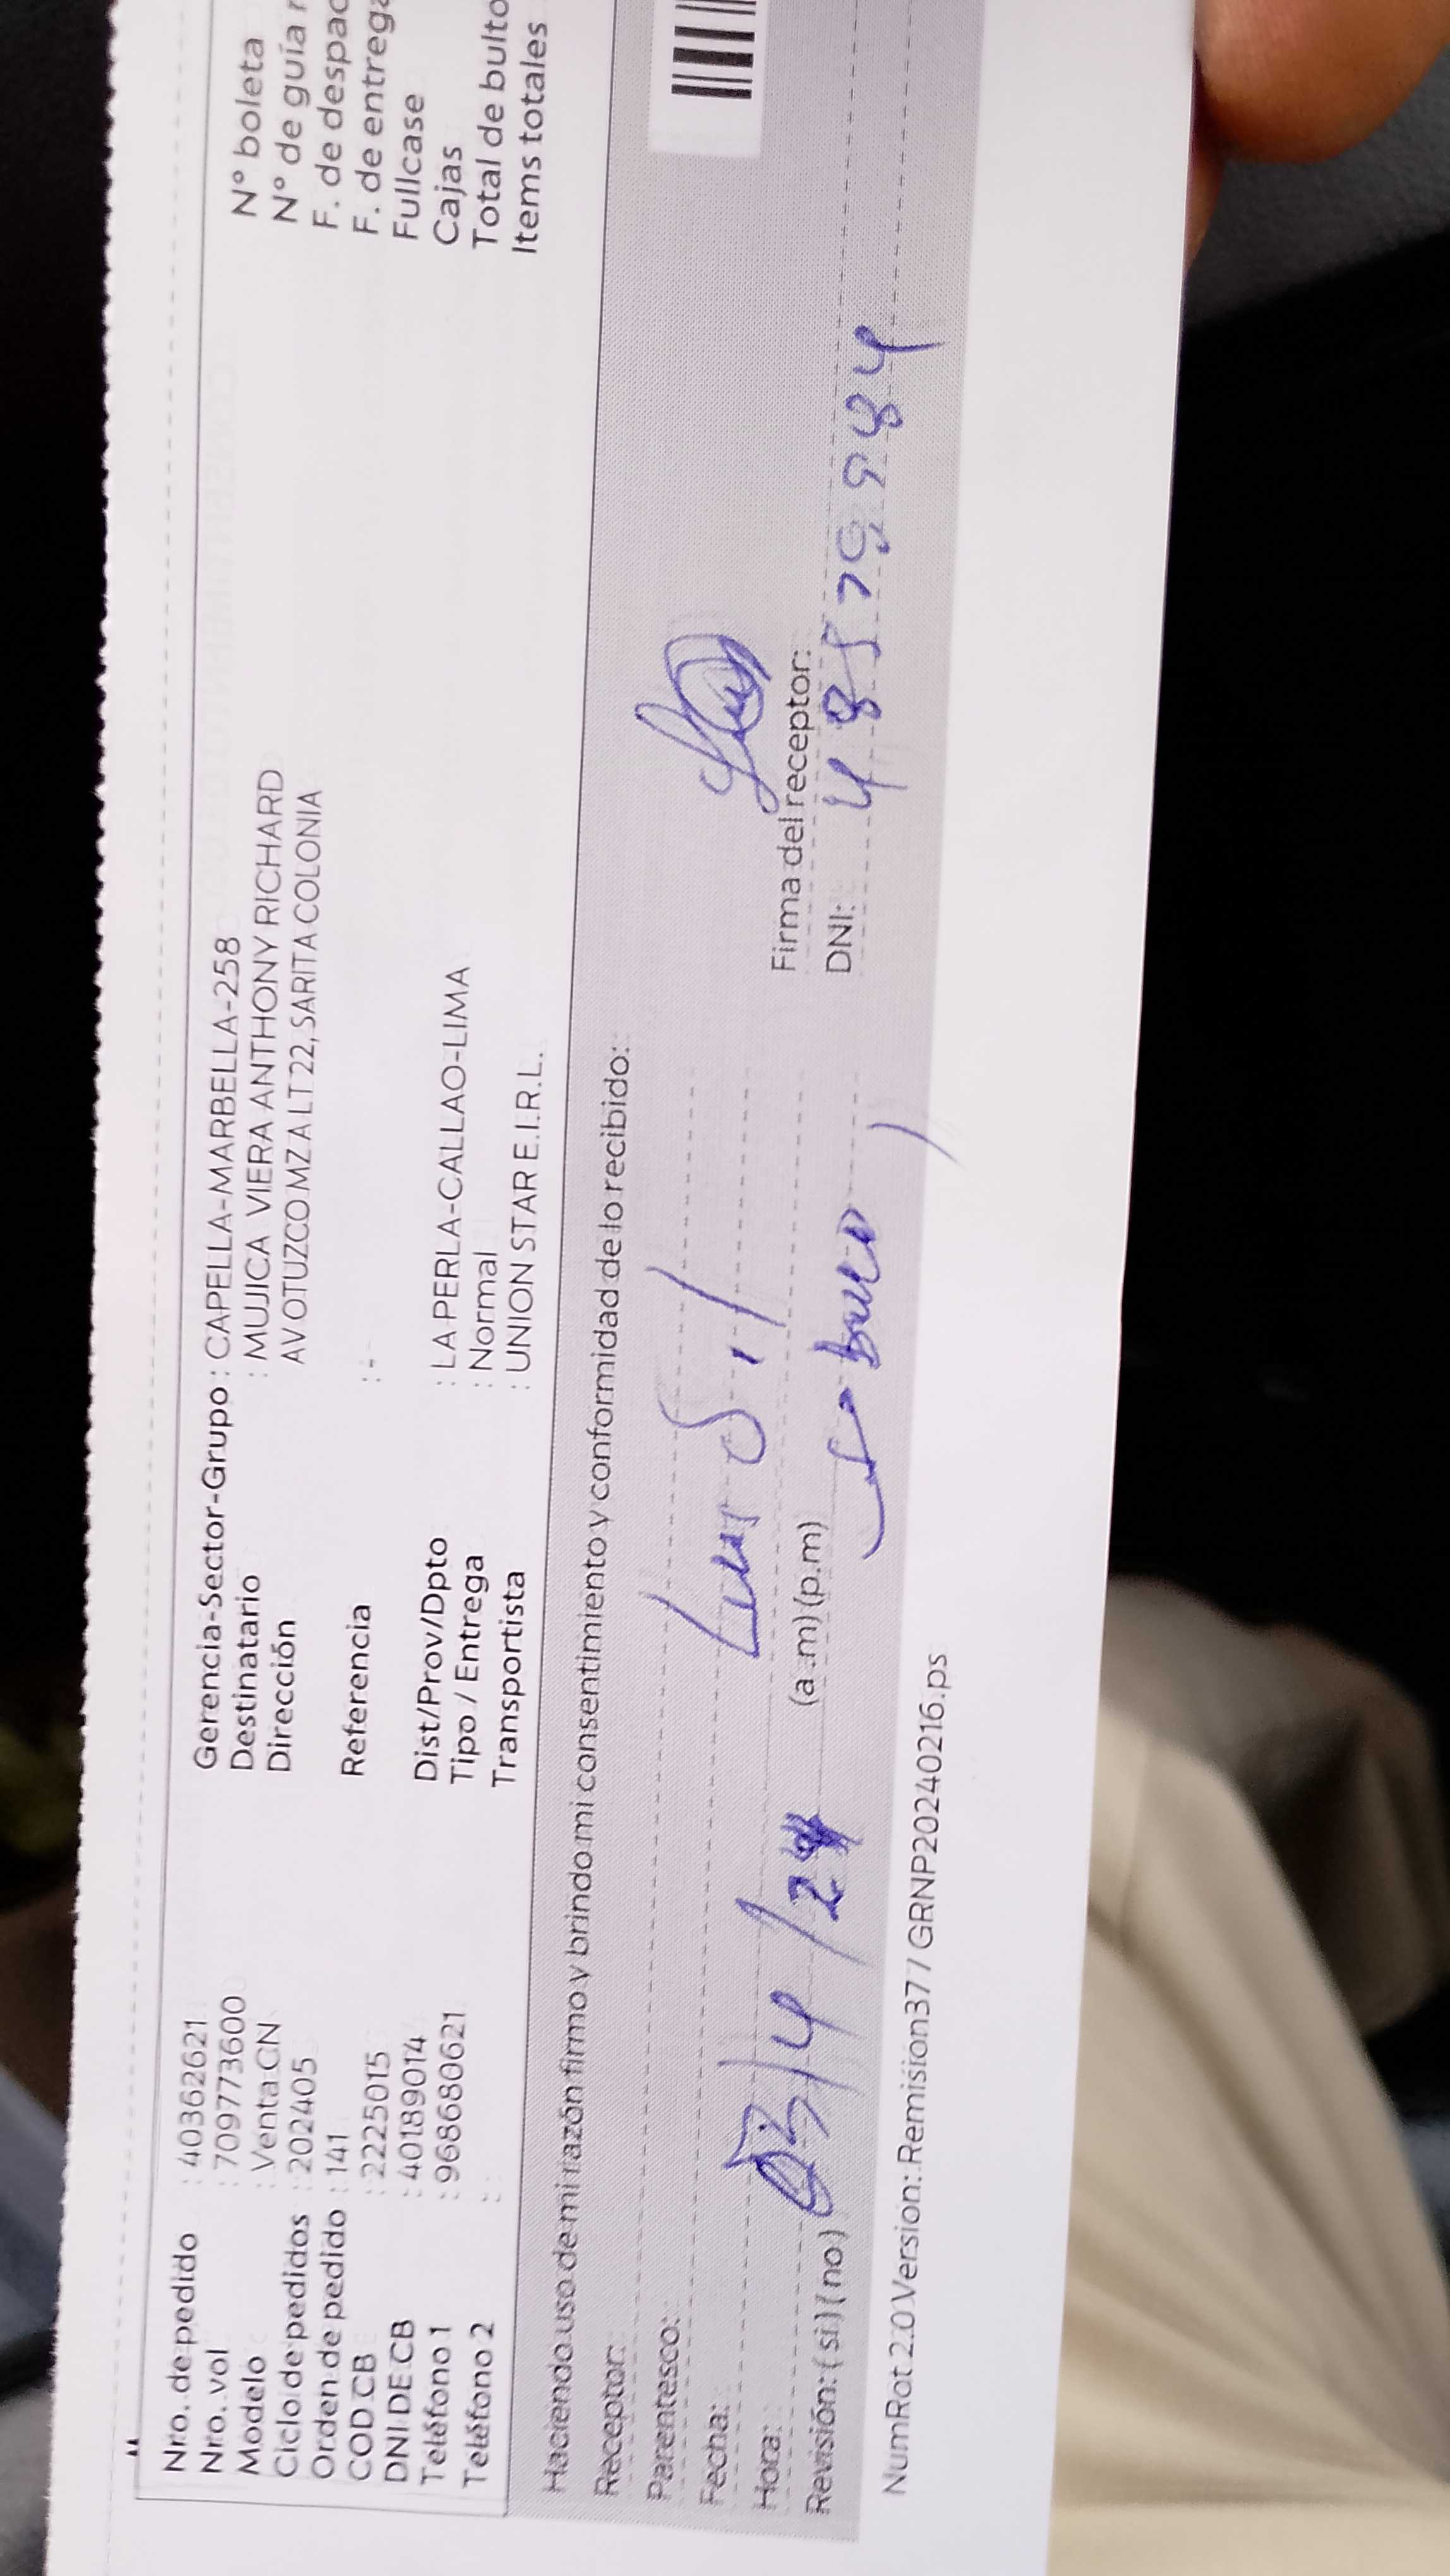 Nro. de pedido : 40362621
Nro. vol : 7097773600
Modelo : Venta CN
Ciclo de pedidos : 202405
Orden de pedido : 141
COD CB : 2225015
DNI DE CB : 40189014
Teléfono 1 : 968680621
Teléfono 2 :
Gerencia-Sector-Grupo : CAPELLA-MARBELLA-258
Destinatario : MUJICA VIERA ANTHONY RICHARD
Dirección AV OTUZCO MZ A LT 22, SARITA COLONIA
Referencia : -
Dist/Prov/Dpto : LA PERLA-CALLAO-LIMA
Tipo / Entrega : Normal
Transportista : UNION STAR E.I.R.L.
N° boleta
N° de guía
F. de despac
F. de entrega
Fullcase
Cajas
Total de bulto
Items totales
Haciendo uso de mi razón firmo y brindo mi consentimiento y conformidad de lo recibido:
Receptor:
Parentesco:
Fecha:
Hora: (a.m) (p.m)
Revisión: ( si ) ( no )
/4/24
Firma del receptor:
DNI:
NumRot 2.0 Version: Remision377 GRNP20240216.ps